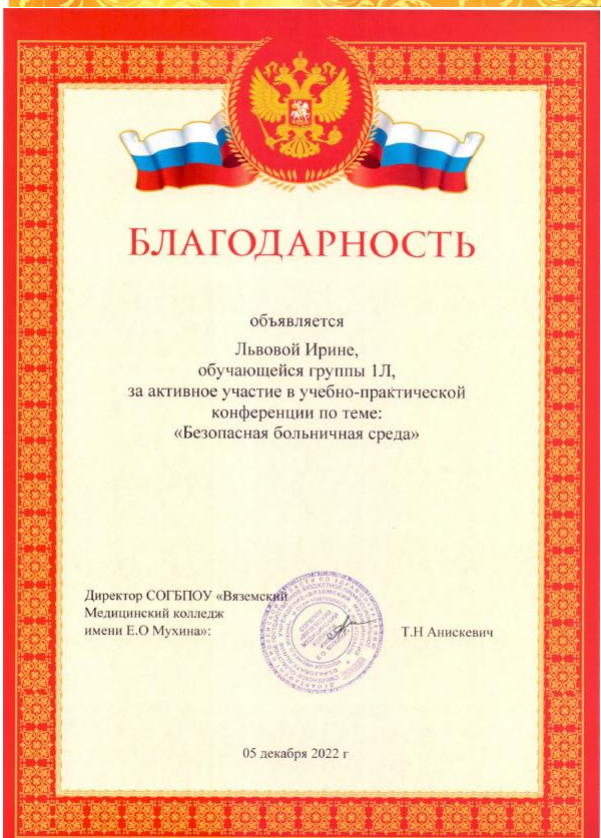 БЛАГОДАРНОСТЬ
объявляется
Львовой Ирине,
обучающейся группы 1Л,
за активное участие в учебно-практической
конференции по теме:
«Безопасная больничная среда»
Директор СОГБПОУ «Вяземский
Медицинский колледж
имени Е.О Мухина»:
Т.Н Анискевич
05 декабря 2022 г